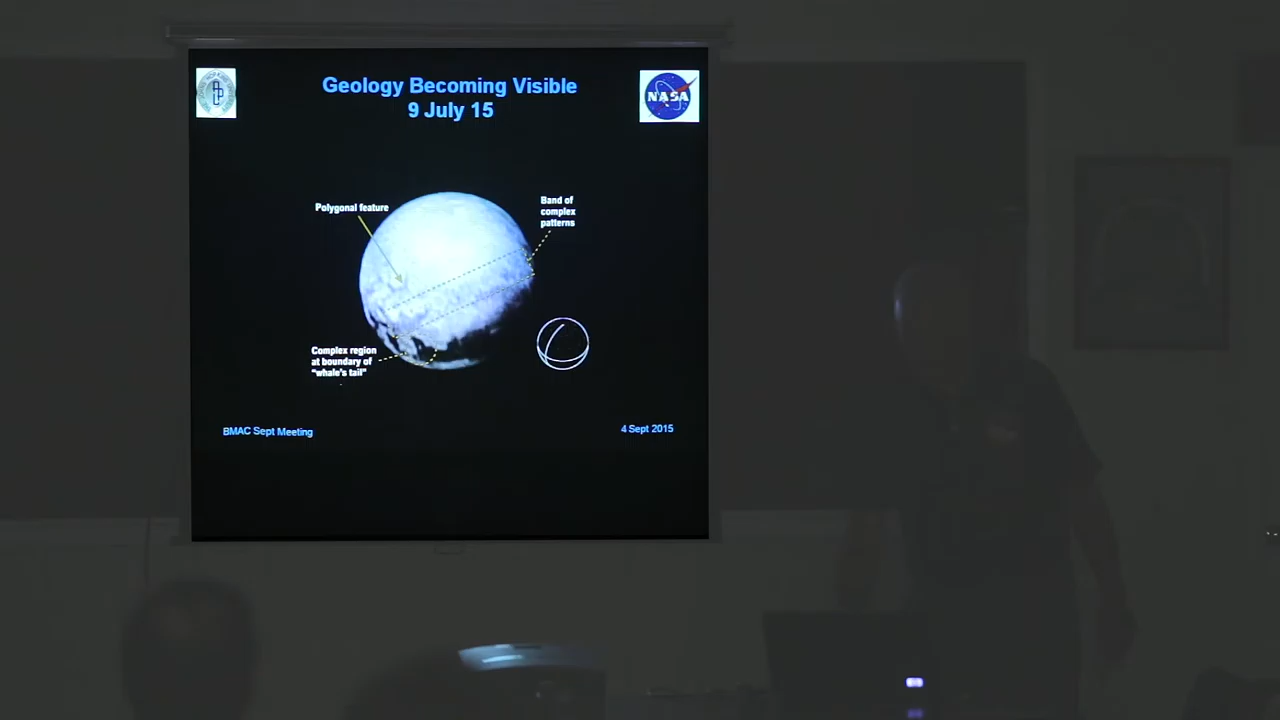 Geology Becoming Visible
9 July 15
NASA
Polygonal feature
Band of
complex
patterns
Complex region
at boundary of
"whale's tail"
BMAC Sept Meeting
4 Sept 2015